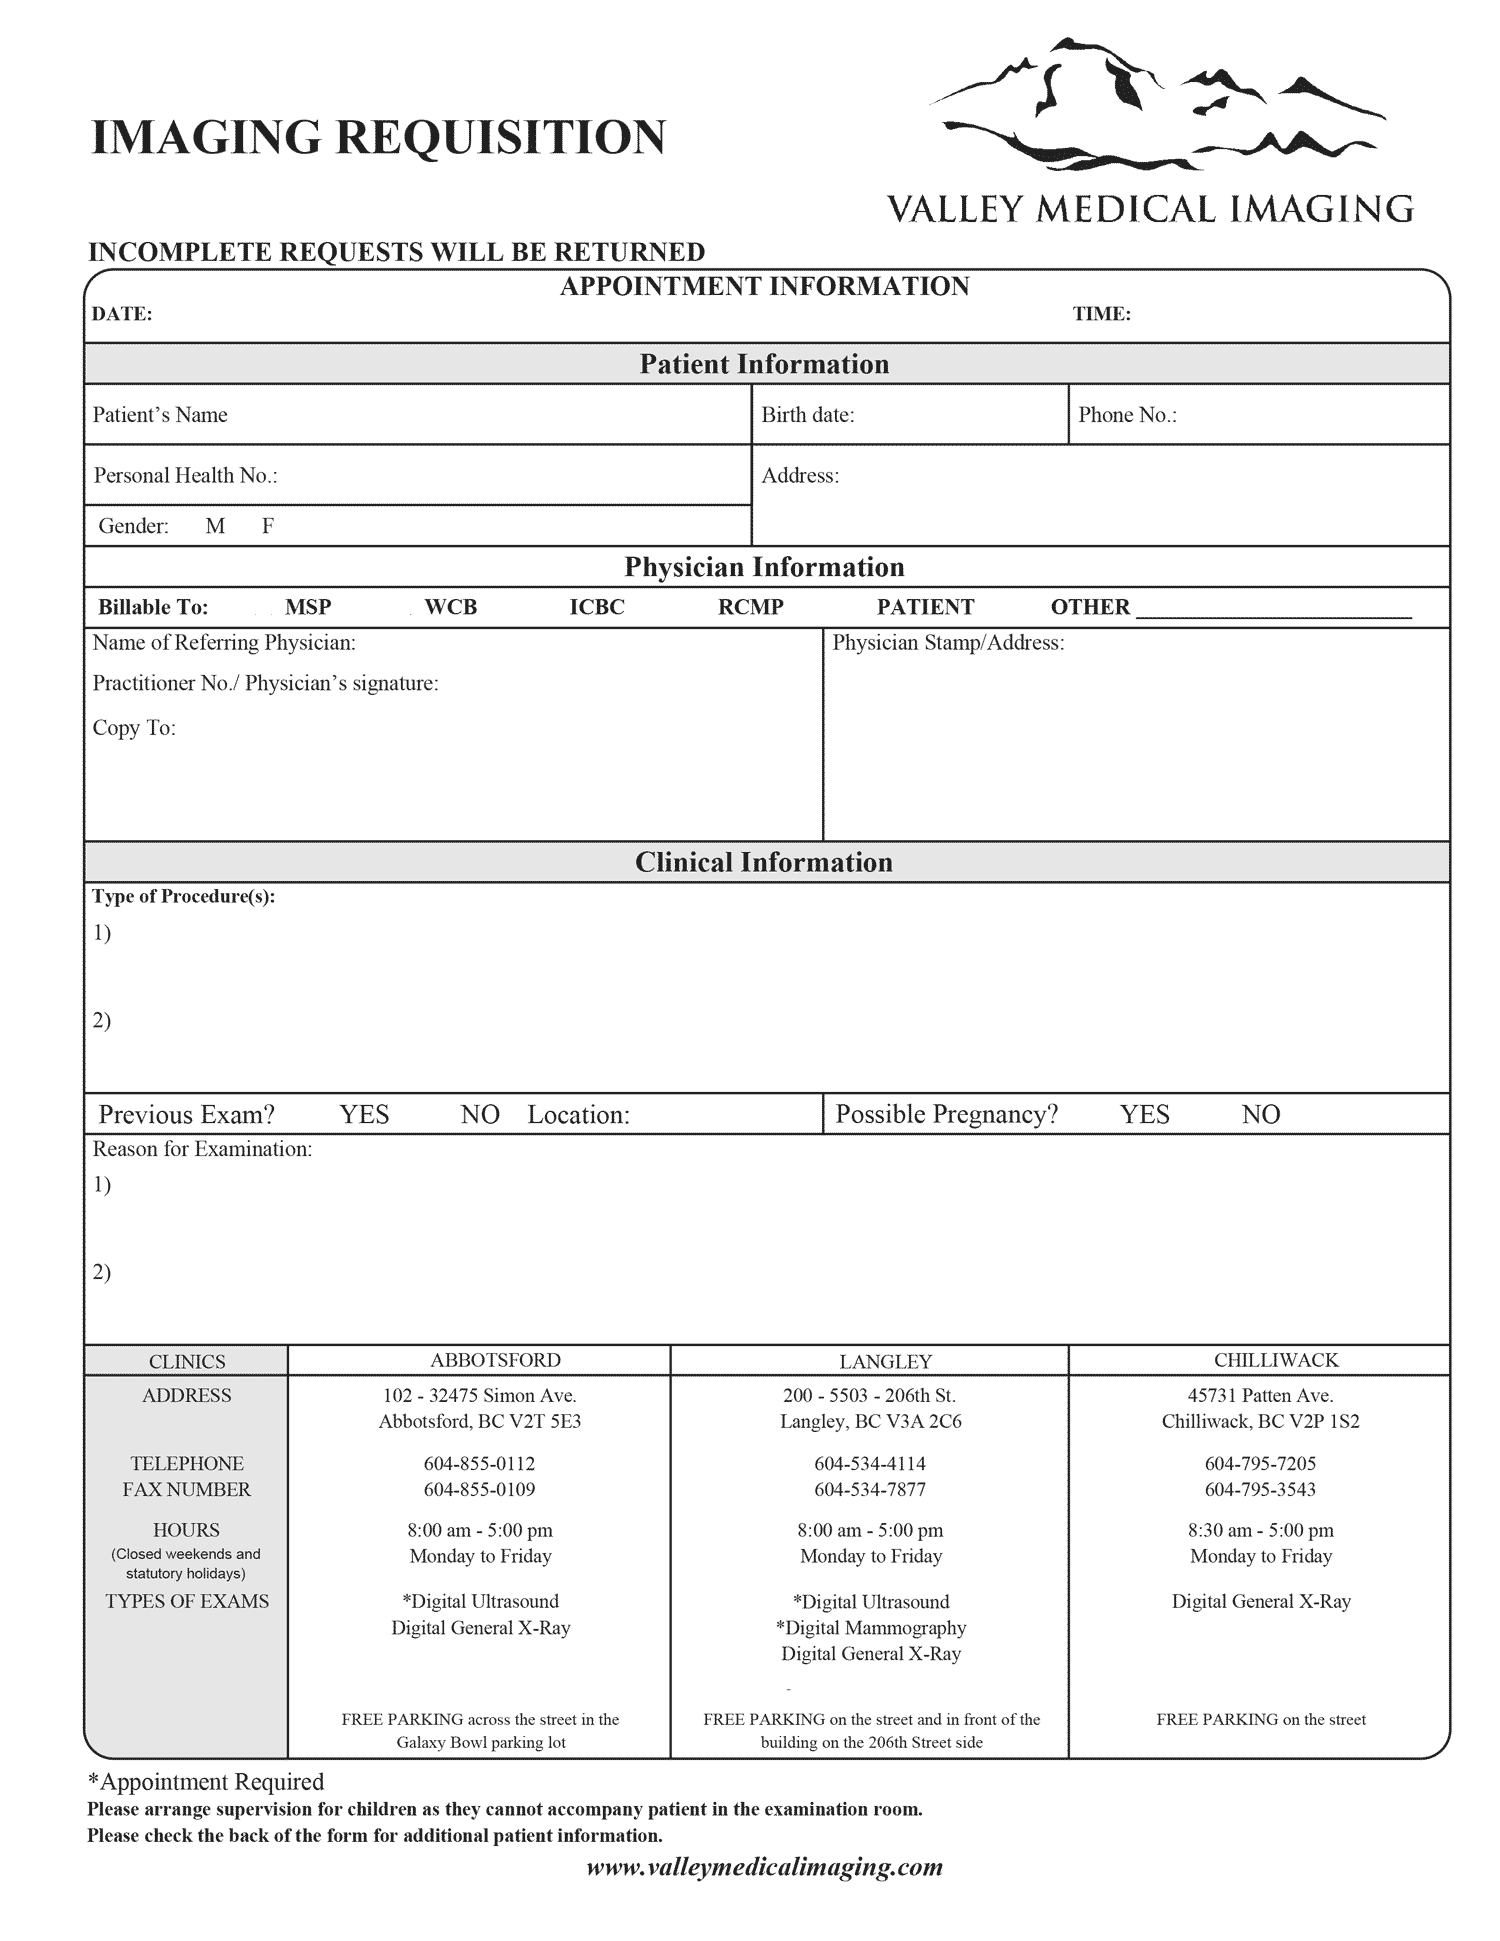 IMAGING REQUISITION
VALLEY MEDICAL IMAGING
INCOMPLETE REQUESTS WILL BE RETURNED
APPOINTMENT INFORMATION
DATE: TIME:
Patient Information
Patient’s Name Birth date: Phone No.:
Personal Health No.: Address:
Gender: M F
Physician Information
Billable To: MSP WCB ICBC RCMP PATIENT OTHER
Name of Referring Physician: Physician Stamp/Address:
Practitioner No./ Physician’s signature:
Copy To:
Clinical Information
Type of Procedure(s):
1)
2)
Previous Exam? YES NO Location: Possible Pregnancy? YES NO
Reason for Examination:
1)
2)
CLINICS ABBOTSFORD LANGLEY CHILLIWACK
ADDRESS 102 - 32475 Simon Ave. 200 - 5503 - 206th St. 45731 Patten Ave.
Abbotsford, BC V2T 5E3 Langley, BC V3A 2C6 Chilliwack, BC V2P 1S2
TELEPHONE 604-855-0112 604-534-4114 604-795-7205
FAX NUMBER 604-855-0109 604-534-7877 604-795-3543
HOURS 8:00 am - 5:00 pm 8:00 am - 5:00 pm 8:30 am - 5:00 pm
(Closed weekends and Monday to Friday Monday to Friday Monday to Friday
statutory holidays)
TYPES OF EXAMS *Digital Ultrasound *Digital Ultrasound Digital General X-Ray
Digital General X-Ray *Digital Mammography
Digital General X-Ray
FREE PARKING across the street in the FREE PARKING on the street and in front of the FREE PARKING on the street
Galaxy Bowl parking lot building on the 206th Street side
*Appointment Required
Please arrange supervision for children as they cannot accompany patient in the examination room.
Please check the back of the form for additional patient information.
www.valleymedicalimaging.com